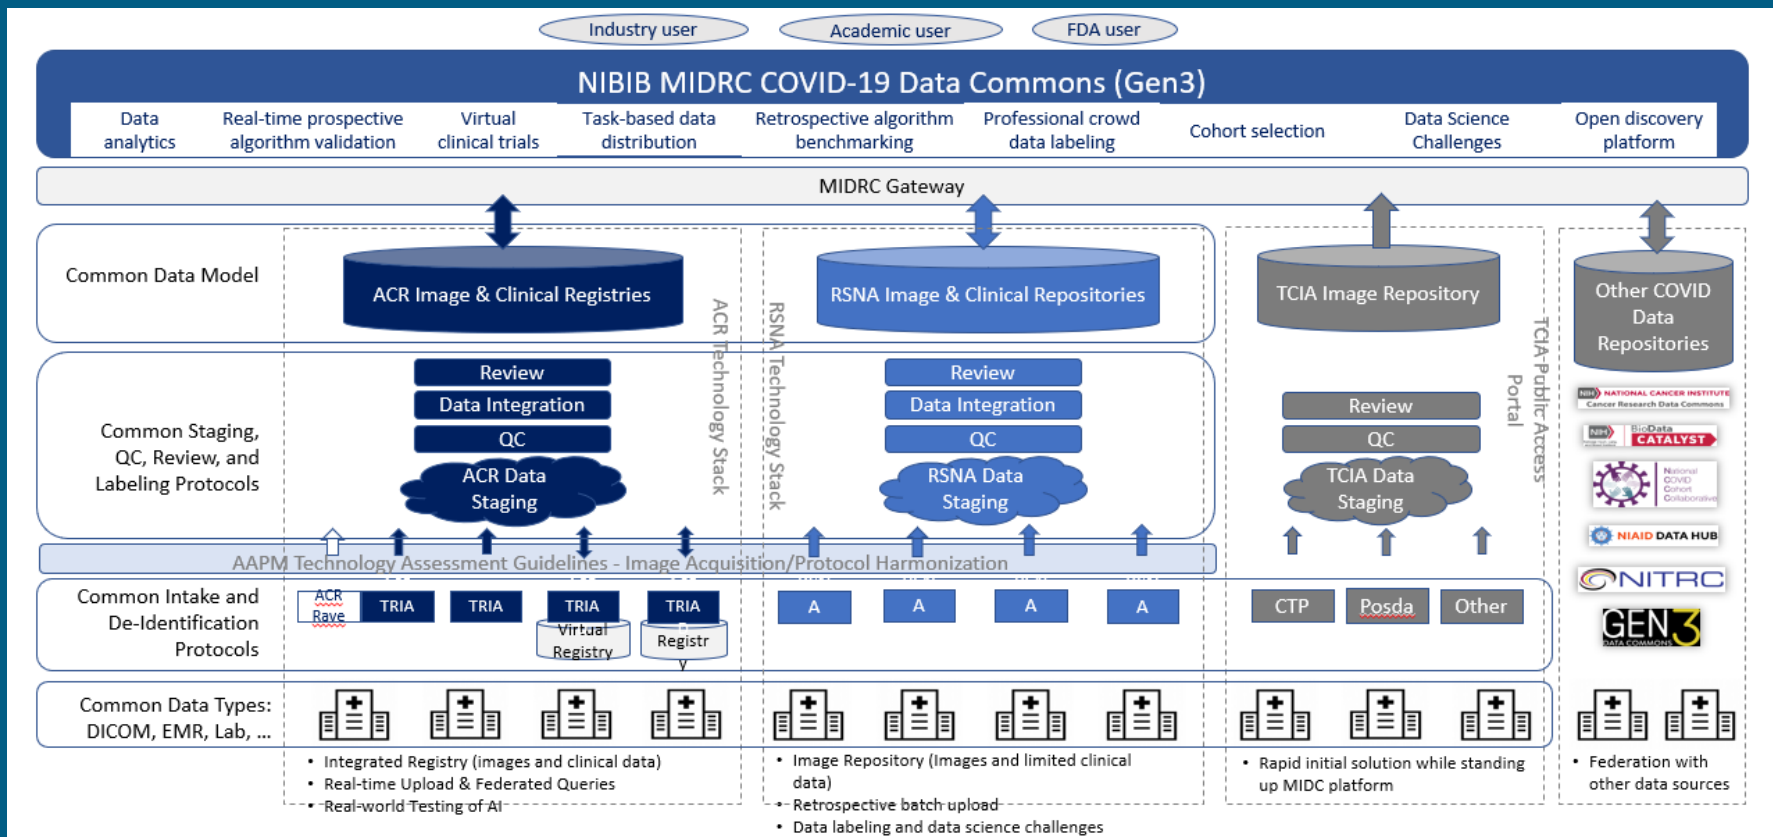 Industry user
Academic user
FDA user
NIBIB MIDRC COVID-19 Data Commons (Gen3)
Data
analytics
Real-time prospective
algorithm validation
Virtual
clinical trials
Task-based data
distribution
Retrospective algorithm
benchmarking
Professional crowd
data labeling
Cohort selection
Data Science
Challenges
Open discovery
platform
MIDRC Gateway
Common Data Model
ACR Image & Clinical Registries
RSNA Image & Clinical Repositories
TCIA Image Repository
Other COVID
Data
Repositories
ACR Technology Stack
RSNA Technology Stack
TCIA Public Access
Portal
Common Staging,
QC, Review, and
Labeling Protocols
Review
Data Integration
QC
ACR Data
Staging
Review
Data Integration
QC
RSNA Data
Staging
Review
QC
TCIA Data
Staging
NIH NATIONAL CANCER INSTITUTE
Cancer Research Data Commons
NIH BioData
CATALYST
National
COVID
Cohort
Collaborative
NIAID DATA HUB
NITRC
GEN3
DATA COMMONS
AAPM Technology Assessment Guidelines - Image Acquisition/Protocol Harmonization
Common Intake and
De-Identification
Protocols
ACR
Rave
TRIA
TRIA
TRIA
TRIA
Virtual
Registry
Registr
y
A
A
A
A
CTP
Posda
Other
Common Data Types:
DICOM, EMR, Lab, ...
• Integrated Registry (images and clinical data)
• Real-time Upload & Federated Queries
• Real-world Testing of AI
• Image Repository (Images and limited clinical
data)
• Retrospective batch upload
• Data labeling and data science challenges
• Rapid initial solution while standing
up MIDC platform
• Federation with
other data sources